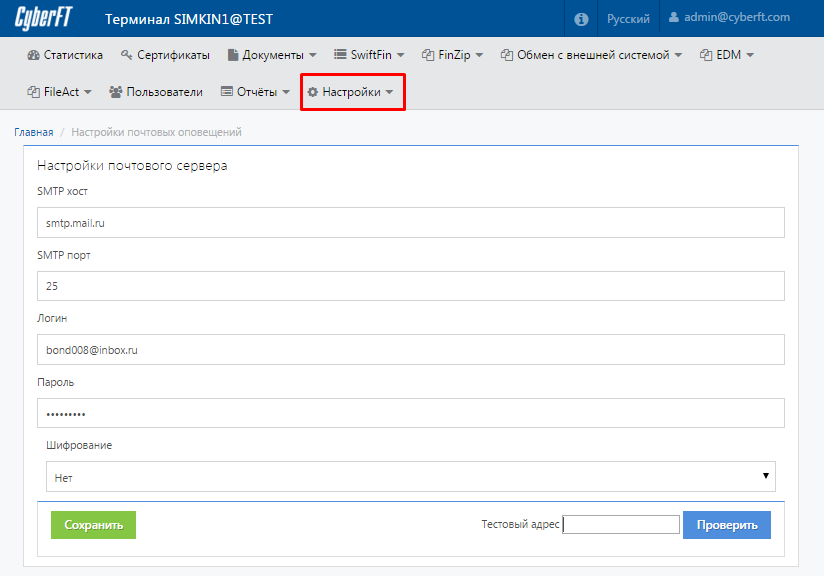 CyberFT Терминал SIMKIN1@TEST Русский admin@cyberft.com
Статистика Сертификаты Документы SwiftFin FinZip Обмен с внешней системой EDM
FileAct Пользователи Отчёты Настройки
Главная / Настройки почтовых оповещений
Настройки почтового сервера
SMTP хост
smtp.mail.ru
SMTP порт
25
Логин
bond008@inbox.ru
Пароль
•••••••••
Шифрование
Нет
Сохранить Тестовый адрес Проверить